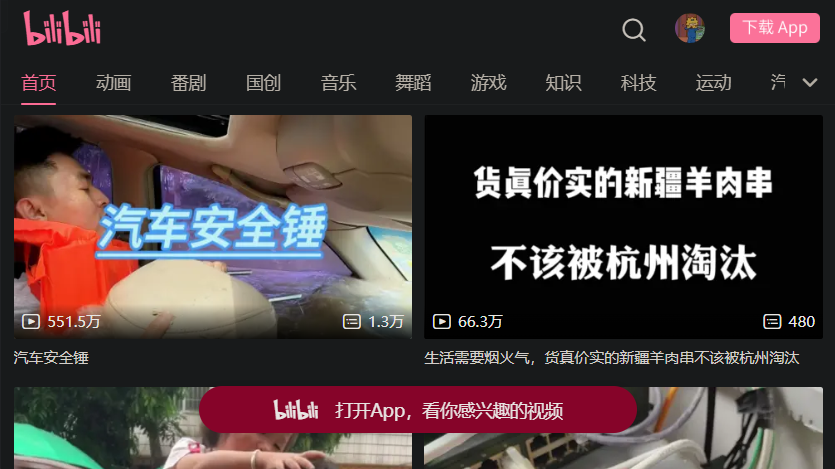 bilibili
下载 App
首页 动画 番剧 国创 音乐 舞蹈 游戏 知识 科技 运动 汽
汽车安全锤
551.5万 1.3万
货真价实的新疆羊肉串
不该被杭州淘汰
66.3万 480
汽车安全锤
生活需要烟火气，货真价实的新疆羊肉串不该被杭州淘汰
bilibili 打开App，看你感兴趣的视频